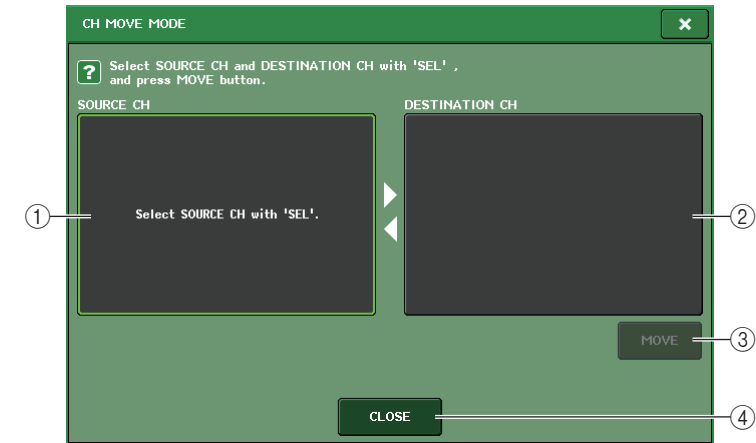 CH MOVE MODE
×
? Select SOURCE CH and DESTINATION CH with 'SEL' ,
and press MOVE button.
SOURCE CH
DESTINATION CH
Select SOURCE CH with 'SEL'.
①
②
MOVE
③
CLOSE
④